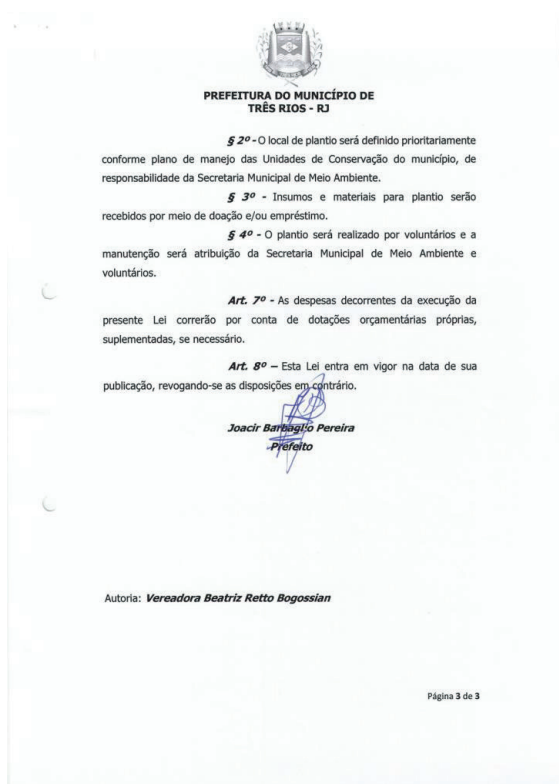 PREFEITURA DO MUNICÍPIO DE
TRÊS RIOS - RJ
§ 2º - O local de plantio será definido prioritariamente
conforme plano de manejo das Unidades de Conservação do município, de
responsabilidade da Secretaria Municipal de Meio Ambiente.
§ 3º - Insumos e materiais para plantio serão
recebidos por meio de doação e/ou empréstimo.
§ 4º - O plantio será realizado por voluntários e a
manutenção será atribuição da Secretaria Municipal de Meio Ambiente e
voluntários.
Art. 7º - As despesas decorrentes da execução da
presente Lei correrão por conta de dotações orçamentárias próprias,
suplementadas, se necessário.
Art. 8º – Esta Lei entra em vigor na data de sua
publicação, revogando-se as disposições em contrário.
Joacir Barbaglio Pereira
Prefeito
Autoria: Vereadora Beatriz Retto Bogossian
Página 3 de 3